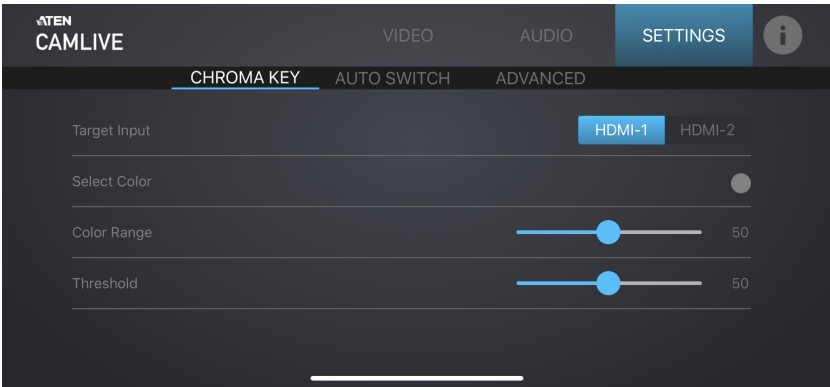 ATEN
CAMLIVE
VIDEO AUDIO SETTINGS i
CHROMA KEY AUTO SWITCH ADVANCED
Target Input HDMI-1 HDMI-2
Select Color
Color Range 50
Threshold 50